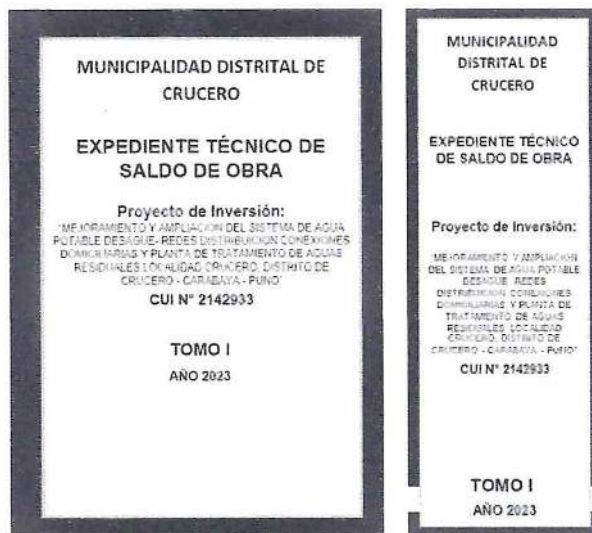 MUNICIPALIDAD DISTRITAL DE
CRUCERO
EXPEDIENTE TÉCNICO DE
SALDO DE OBRA
Proyecto de Inversión:
"MEJORAMIENTO Y AMPLIACION DEL SISTEMA DE AGUA
POTABLE DESAGUE- REDES DISTRIBUCION CONEXIONES
DOMICILIARIAS Y PLANTA DE TRATAMIENTO DE AGUAS
RESIDUALES LOCALIDAD CRUCERO, DISTRITO DE
CRUCERO - CARABAYA - PUNO"
CUI N° 2142933
TOMO I
AÑO 2023
MUNICIPALIDAD
DISTRITAL DE
CRUCERO
EXPEDIENTE TÉCNICO
DE SALDO DE OBRA
Proyecto de Inversión:
"MEJORAMIENTO Y AMPLIACION
DEL SISTEMA DE AGUA POTABLE
DESAGUE REDES
DISTRIBUCION CONEXIONES
DOMICILIARIAS Y PLANTA DE
TRATAMIENTO DE AGUAS
RESIDUALES LOCALIDAD
CRUCERO, DISTRITO DE
CRUCERO - CARABAYA - PUNO"
CUI N° 2142933
TOMO I
AÑO 2023